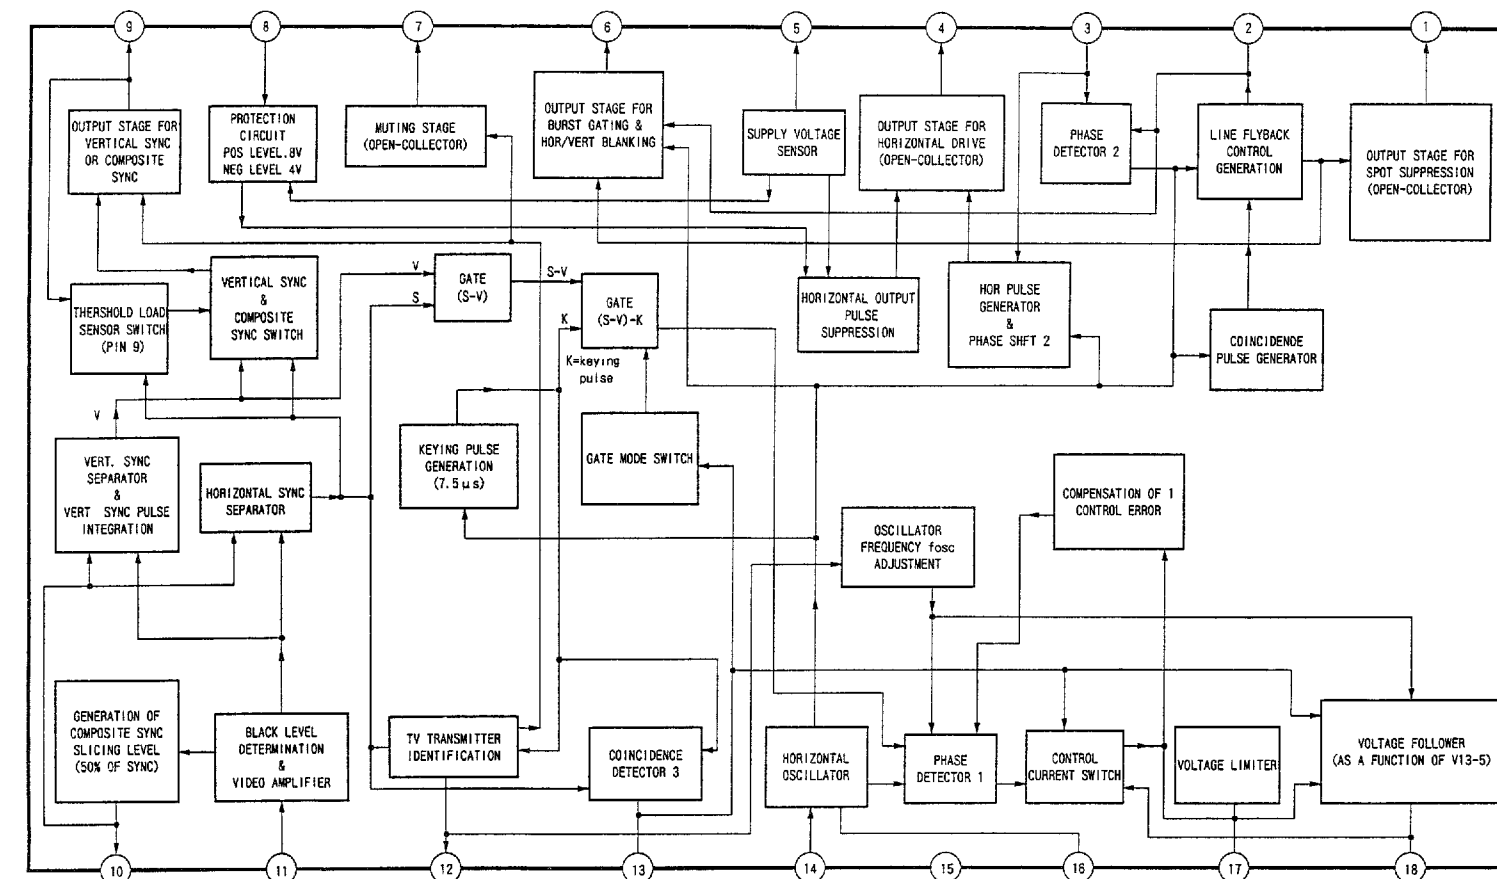 9
8
7
6
5
4
3
2
1
OUTPUT STAGE FOR
VERTICAL SYNC
OR COMPOSITE
SYNC
PROTECTION
CIRCUIT
POS LEVEL.8V
NEG LEVEL 4V
MUTING STAGE
(OPEN-COLLECTOR)
OUTPUT STAGE FOR
BURST GATING &
HOR/VERT BLANKING
SUPPLY VOLTAGE
SENSOR
OUTPUT STAGE FOR
HORIZONTAL DRIVE
(OPEN-COLLECTOR)
PHASE
DETECTOR 2
LINE FLYBACK
CONTROL
GENERATION
OUTPUT STAGE FOR
SPOT SUPPRESSION
(OPEN-COLLECTOR)
THERSHOLD LOAD
SENSOR SWITCH
(PIN 9)
VERTICAL SYNC
&
COMPOSITE
SYNC SWITCH
V
S
GATE
(S-V)
S-V
K
GATE
(S-V)-K
K=keying
pulse
HORIZONTAL OUTPUT
PULSE
SUPPRESSION
HOR PULSE
GENERATOR
&
PHASE SHFT 2
COINCIDENCE
PULSE GENERATOR
V
VERT. SYNC
SEPARATOR
&
VERT SYNC PULSE
INTEGRATION
HORIZONTAL SYNC
SEPARATOR
KEYING PULSE
GENERATION
(7.5μs)
GATE MODE SWITCH
OSCILLATOR
FREQUENCY fosc
ADJUSTMENT
COMPENSATION OF 1
CONTROL ERROR
GENERATION OF
COMPOSITE SYNC
SLICING LEVEL
(50% OF SYNC)
BLACK LEVEL
DETERMINATION
&
VIDEO AMPLIFIER
TV TRANSMITTER
IDENTIFICATION
COINCIDENCE
DETECTOR 3
HORIZONTAL
OSCILLATOR
PHASE
DETECTOR 1
CONTROL
CURRENT SWITCH
VOLTAGE LIMITER
VOLTAGE FOLLOWER
(AS A FUNCTION OF V13-5)
10
11
12
13
14
15
16
17
18